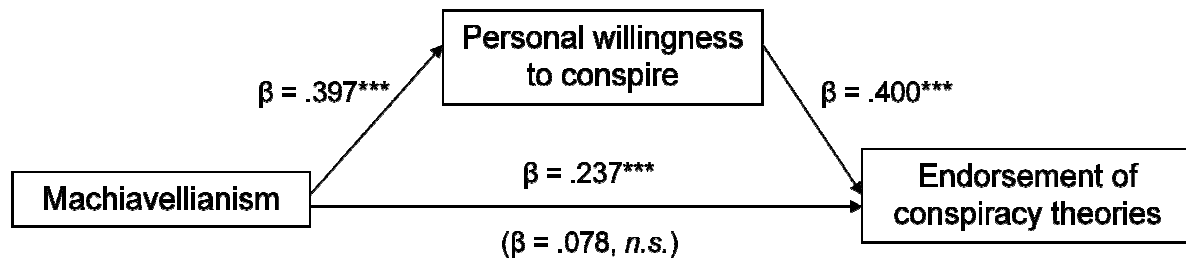 Personal willingness
to conspire
β = .397***
β = .400***
Machiavellianism
β = .237***
Endorsement of
conspiracy theories
(β = .078, n.s.)